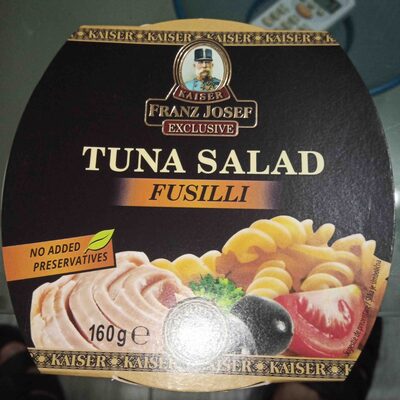 KAISER KAISER KAISER KAISER
KAISER
FRANZ JOSEF
EXCLUSIVE
TUNA SALAD
FUSILLI
NO ADDED
PRESERVATIVES
160g e
KAISER KAISER KAISER KAISER